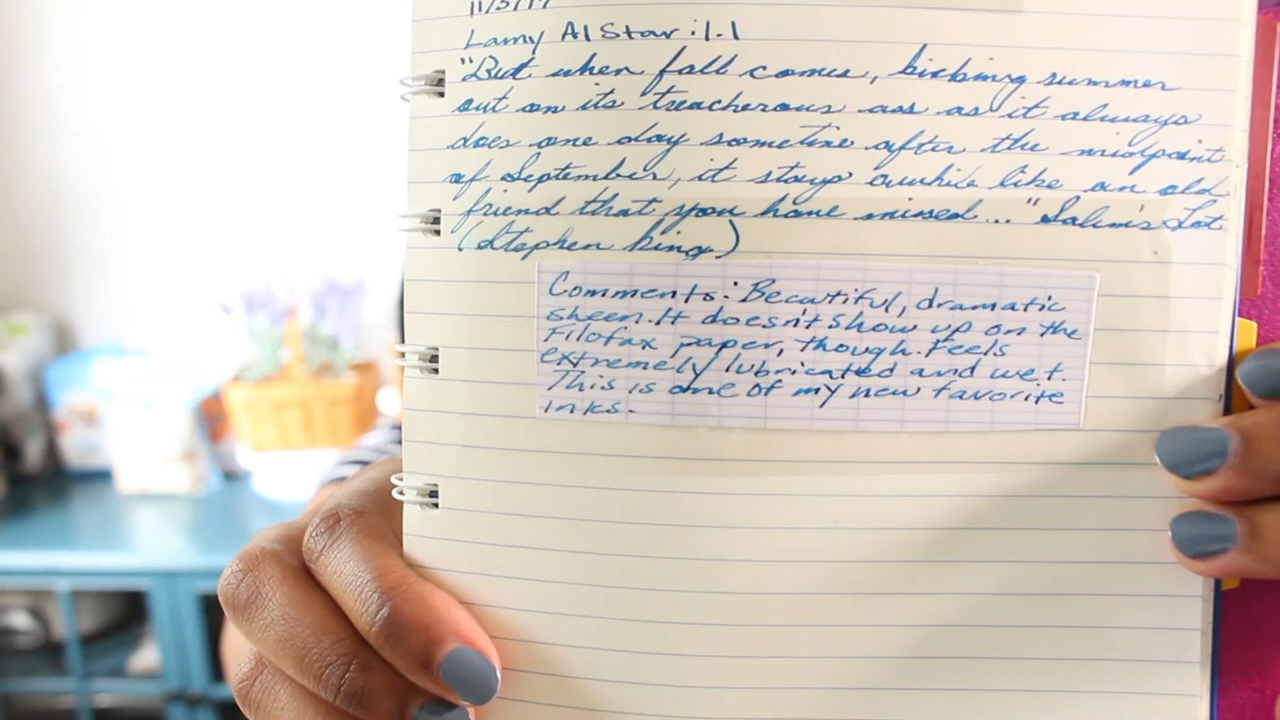 11/3/17
Lamy Al Star: 1.1
"But when fall comes, kicking summer
out on its treacherous ass as it always
does one day sometime after the midpoint
of September, it stays awhile like an old
friend that you have missed..." Salem's Lot
(Stephen King)
Comments: Beautiful, dramatic
sheen. It doesn't show up on the
Filofax paper, though. Feels
extremely lubricated and wet.
This is one of my new favorite
inks.